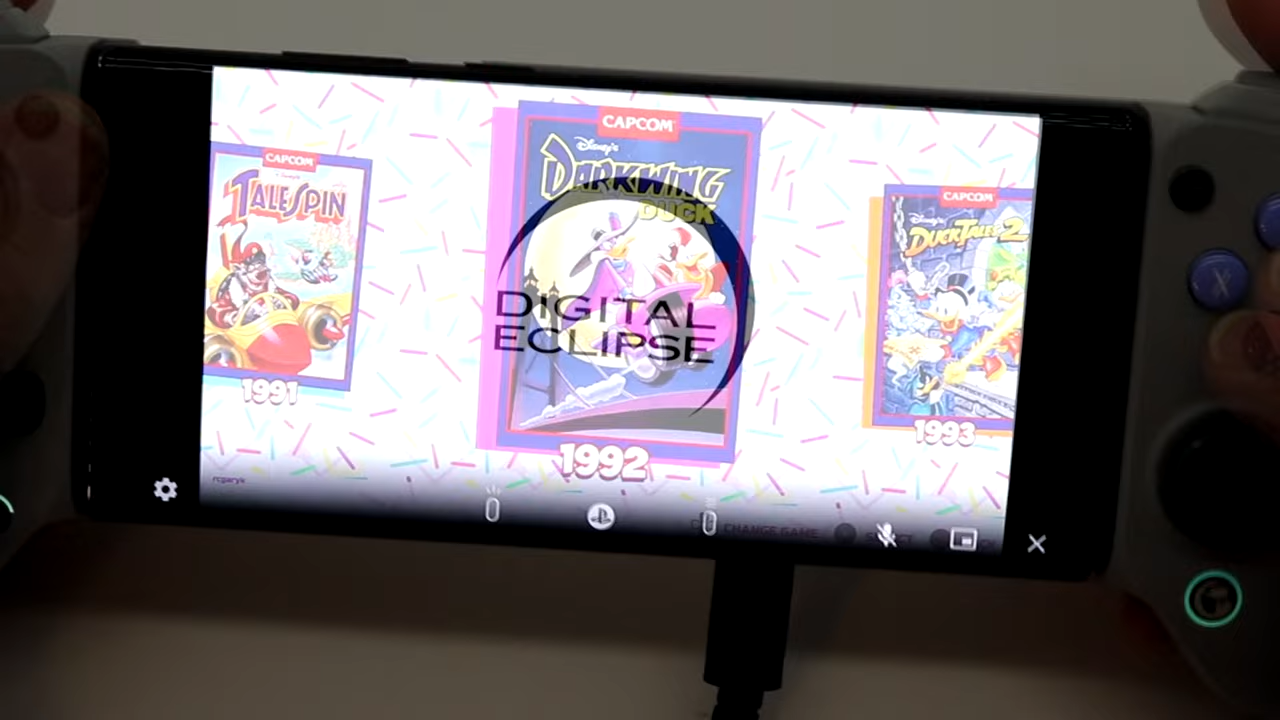 CAPCOM
Disney's
DARKWING
DUCK
CAPCOM
TALESPIN
CAPCOM
Disney's
DUCKTALES 2
DIGITAL
ECLIPSE
1991
1992
1993
CHANGE GAME
X